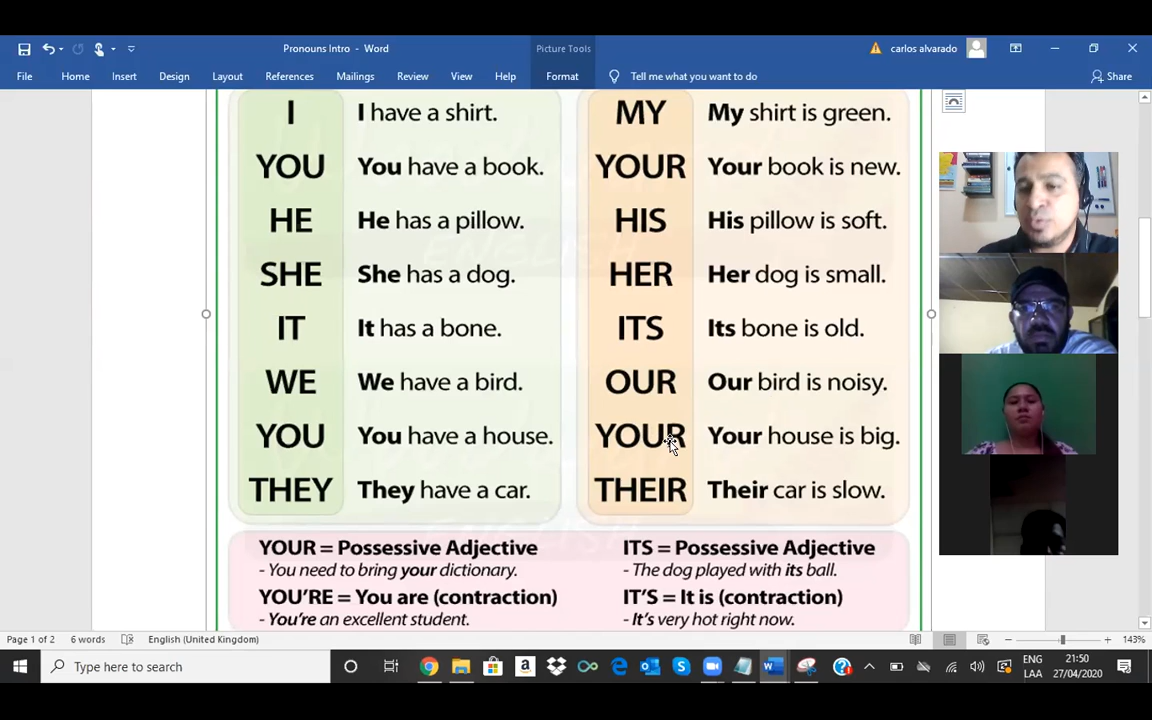 Pronouns Intro - Word
Picture Tools
carlos alvarado
File Home Insert Design Layout References Mailings Review View Help Format Tell me what you want to do Share
I I have a shirt. MY My shirt is green.
YOU You have a book. YOUR Your book is new.
HE He has a pillow. HIS His pillow is soft.
SHE She has a dog. HER Her dog is small.
IT It has a bone. ITS Its bone is old.
WE We have a bird. OUR Our bird is noisy.
YOU You have a house. YOUR Your house is big.
THEY They have a car. THEIR Their car is slow.
YOUR = Possessive Adjective ITS = Possessive Adjective
- You need to bring your dictionary. - The dog played with its ball.
YOU'RE = You are (contraction) IT'S = It is (contraction)
- You're an excellent student. - It's very hot right now.
Page 1 of 2 6 words English (United Kingdom) 143%
Type here to search
ENG 21:50
LAA 27/04/2020